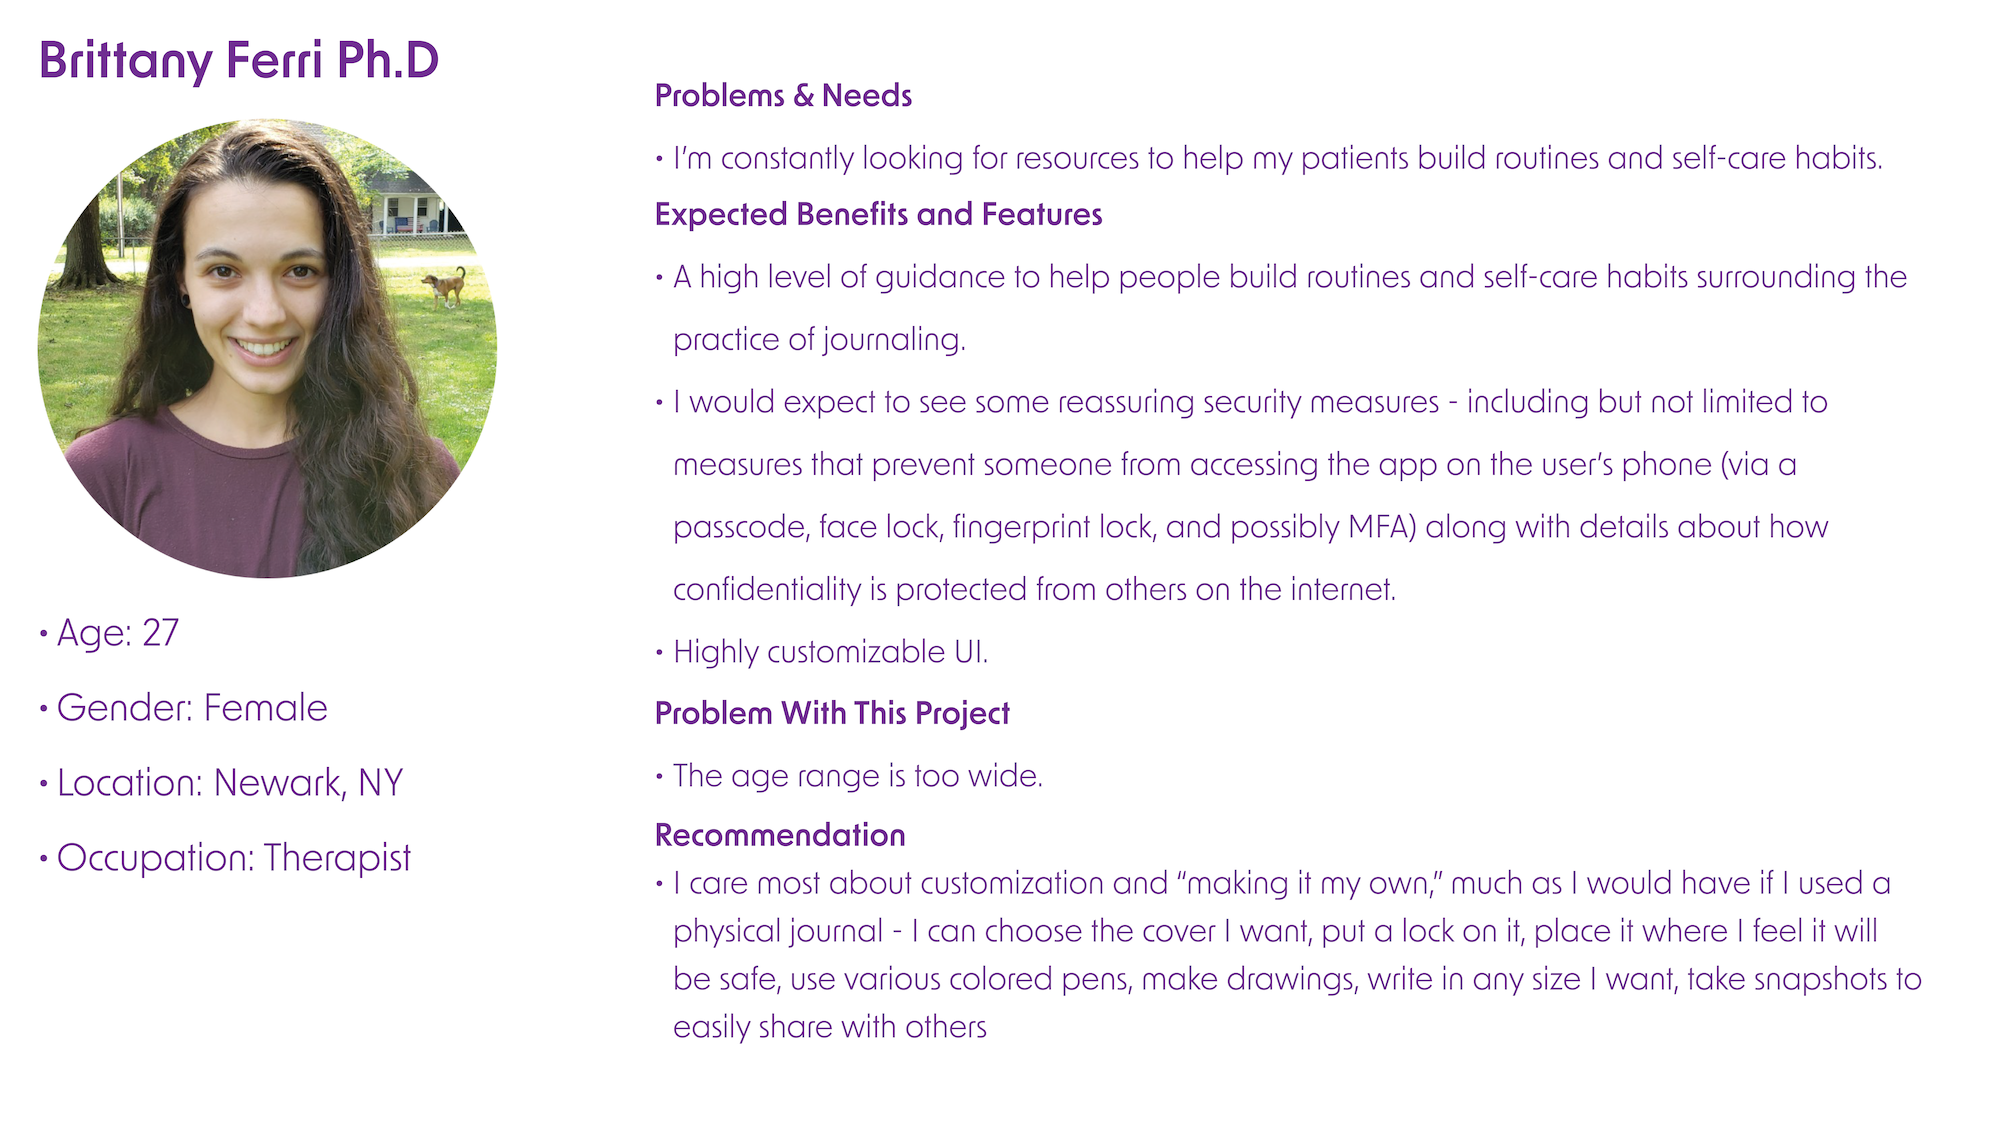 Brittany Ferri Ph.D
• Age: 27
• Gender: Female
• Location: Newark, NY
• Occupation: Therapist
Problems & Needs
• I’m constantly looking for resources to help my patients build routines and self-care habits.
Expected Benefits and Features
• A high level of guidance to help people build routines and self-care habits surrounding the
practice of journaling.
• I would expect to see some reassuring security measures - including but not limited to
measures that prevent someone from accessing the app on the user’s phone (via a
passcode, face lock, fingerprint lock, and possibly MFA) along with details about how
confidentiality is protected from others on the internet.
• Highly customizable UI.
Problem With This Project
• The age range is too wide.
Recommendation
• I care most about customization and “making it my own,” much as I would have if I used a
physical journal - I can choose the cover I want, put a lock on it, place it where I feel it will
be safe, use various colored pens, make drawings, write in any size I want, take snapshots to
easily share with others